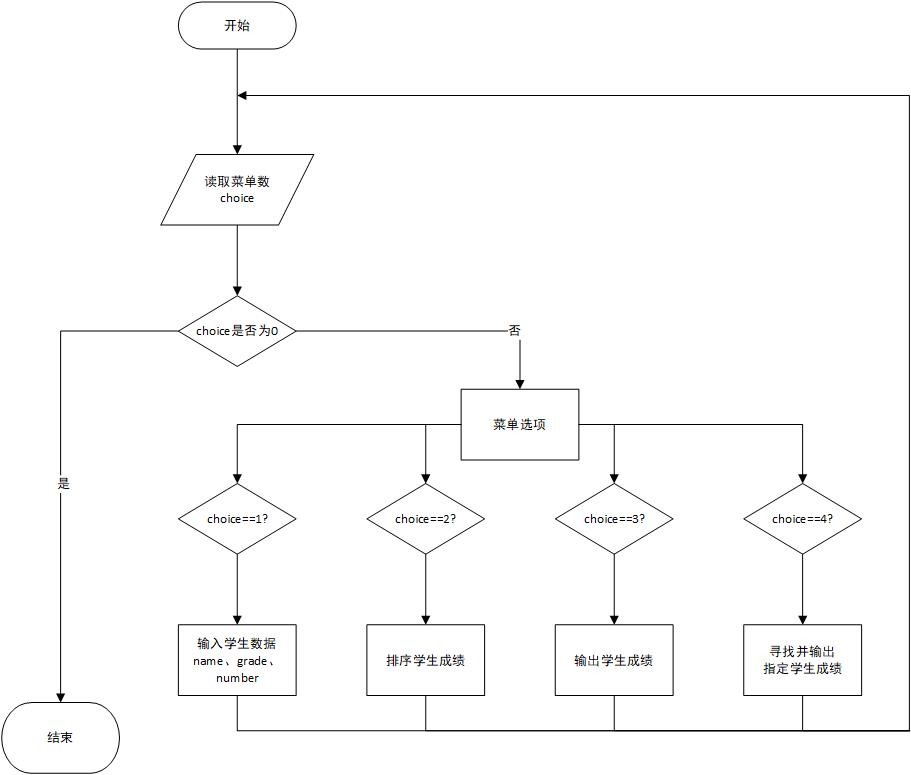 开始
读取菜单数
choice
choice是否为0
否
菜单选项
是
choice==1?
choice==2?
choice==3?
choice==4?
输入学生数据
name、grade、
number
排序学生成绩
输出学生成绩
寻找并输出
指定学生成绩
结束